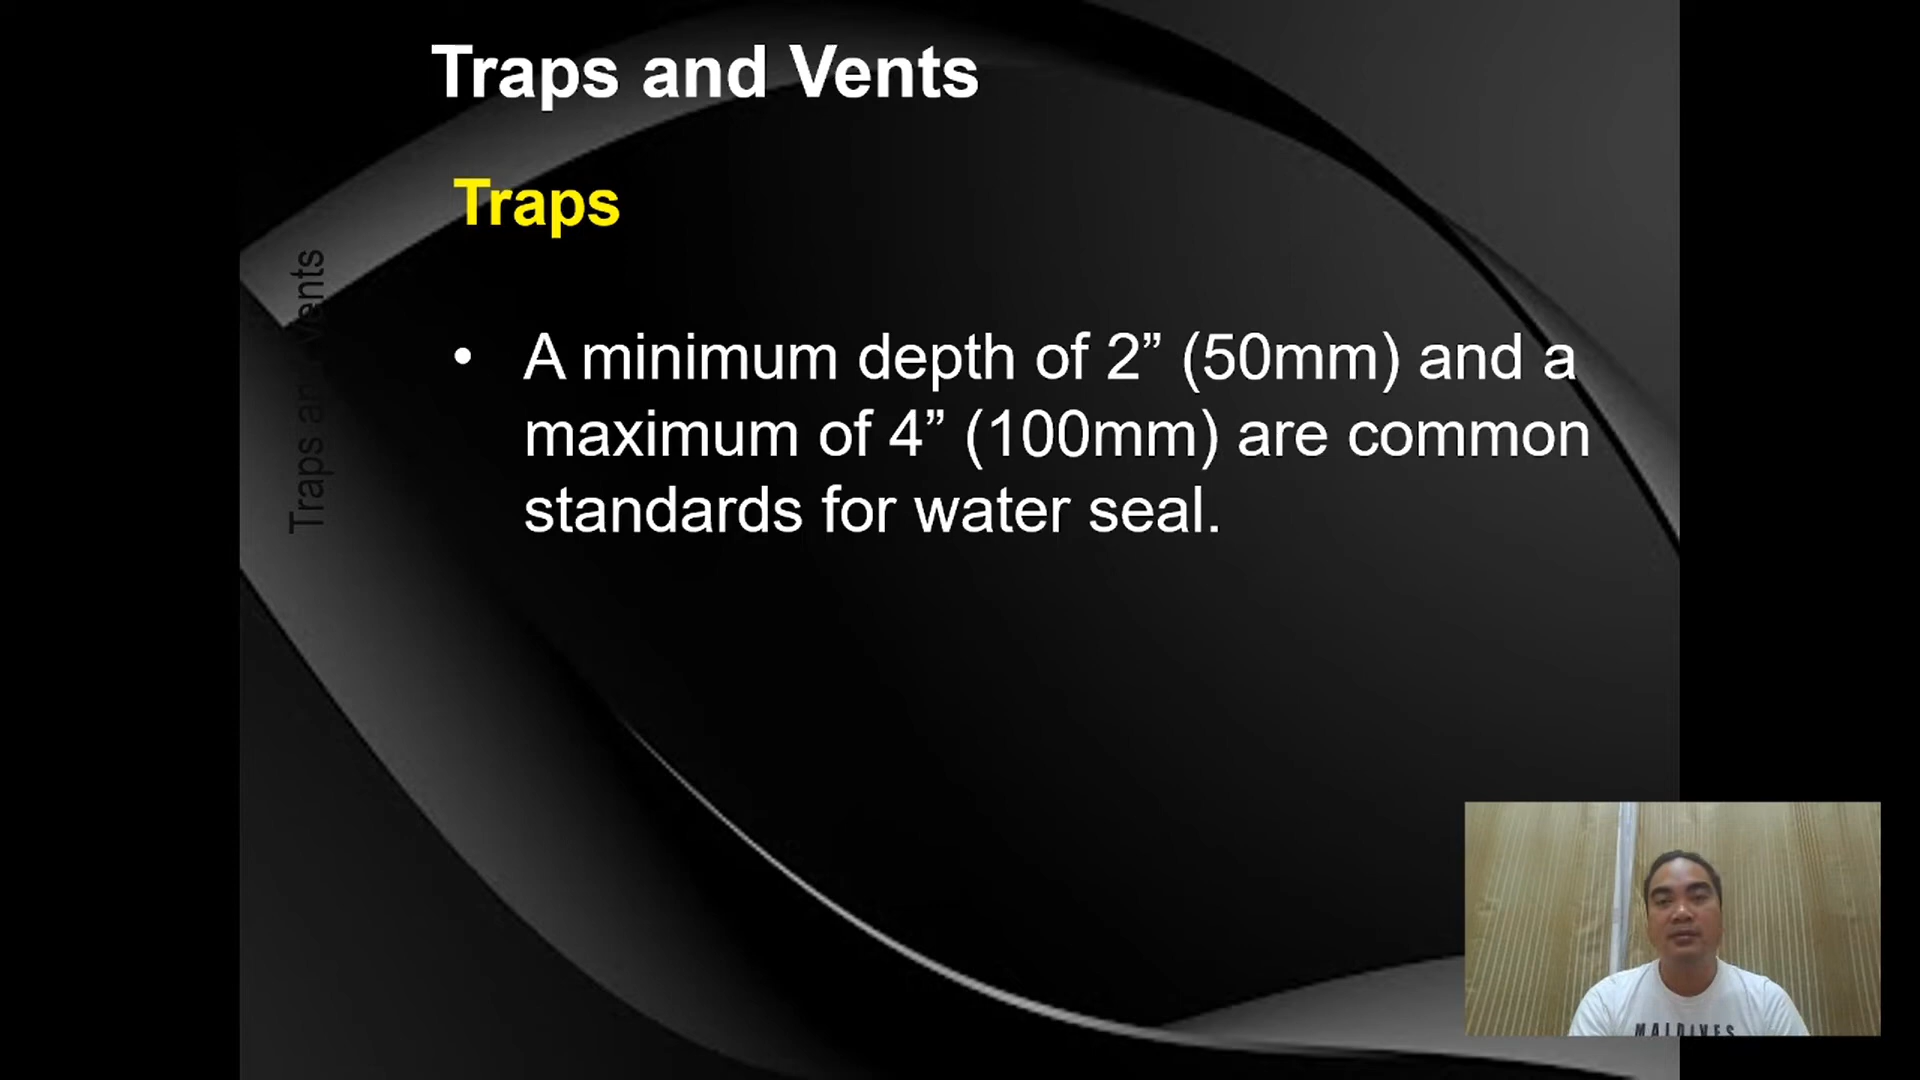 Traps and Vents
Traps
Traps and Vents
• A minimum depth of 2” (50mm) and a
maximum of 4” (100mm) are common
standards for water seal.
MALDIVES